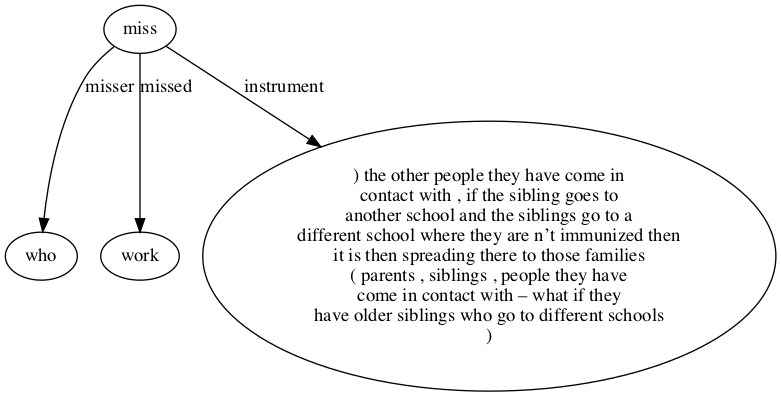 miss
misser missed instrument
) the other people they have come in
contact with , if the sibling goes to
another school and the siblings go to a
different school where they are n't immunized then
it is then spreading there to those families
( parents , siblings , people they have
come in contact with – what if they
have older siblings who go to different schools
)
who
work